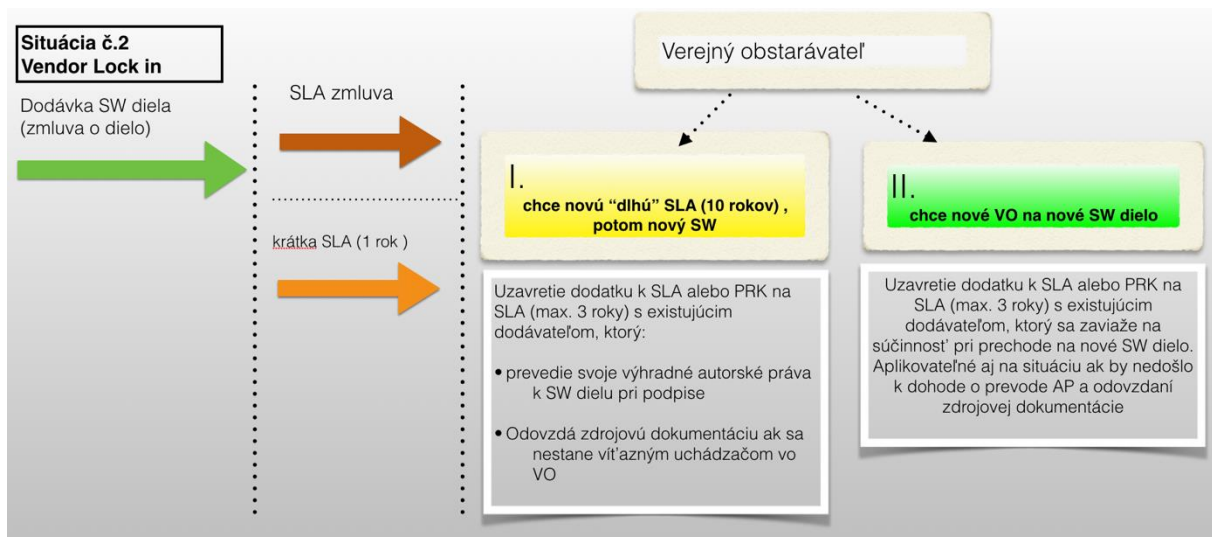 Situácia č.2
Vendor Lock in
Dodávka SW diela
(zmluva o dielo)
SLA zmluva
krátka SLA (1 rok )
Verejný obstarávateľ
I.
chce novú “dlhú” SLA (10 rokov) ,
potom nový SW
Uzavretie dodatku k SLA alebo PRK na
SLA (max. 3 roky) s existujúcim
dodávateľom, ktorý:
• prevedie svoje výhradné autorské práva
k SW dielu pri podpise
• Odovzdá zdrojovú dokumentáciu ak sa
nestane víťazným uchádzačom vo
VO
II.
chce nové VO na nové SW dielo
Uzavretie dodatku k SLA alebo PRK na
SLA (max. 3 roky) s existujúcim
dodávateľom, ktorý sa zaviaže na
súčinnosť pri prechode na nové SW dielo.
Aplikovateľné aj na situáciu ak by nedošlo
k dohode o prevode AP a odovzdaní
zdrojovej dokumentácie